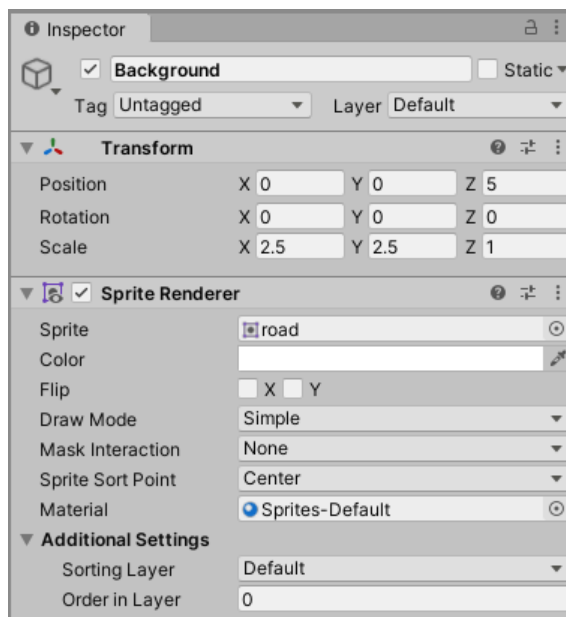 Inspector
Background Static
Tag Untagged Layer Default
Transform
Position X 0 Y 0 Z 5
Rotation X 0 Y 0 Z 0
Scale X 2.5 Y 2.5 Z 1
Sprite Renderer
Sprite road
Color
Flip X Y
Draw Mode Simple
Mask Interaction None
Sprite Sort Point Center
Material Sprites-Default
Additional Settings
Sorting Layer Default
Order in Layer 0